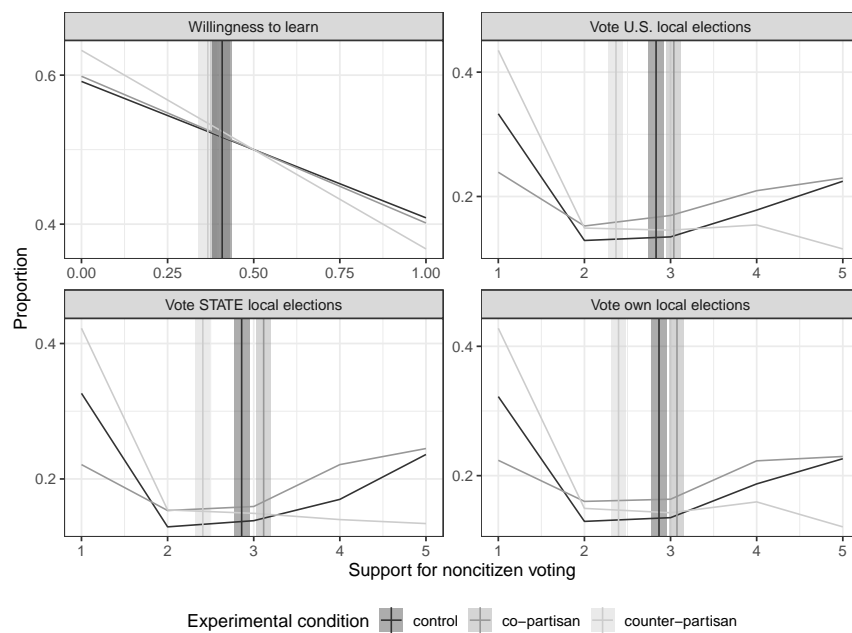 Willingness to learn
Vote U.S. local elections
0.6
0.4
0.4
0.2
0.00 0.25 0.50 0.75 1.00
1 2 3 4 5
Proportion
Vote STATE local elections
Vote own local elections
0.4
0.2
0.4
0.2
1 2 3 4 5
1 2 3 4 5
Support for noncitizen voting
Experimental condition control co−partisan counter−partisan